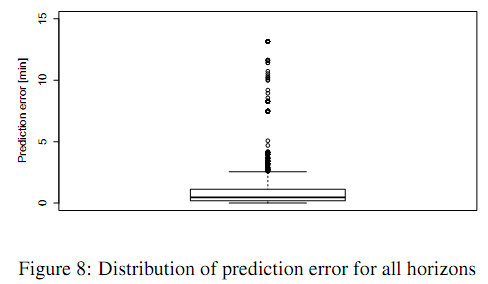 15
10
5
0
Prediction error [min]
Figure 8: Distribution of prediction error for all horizons